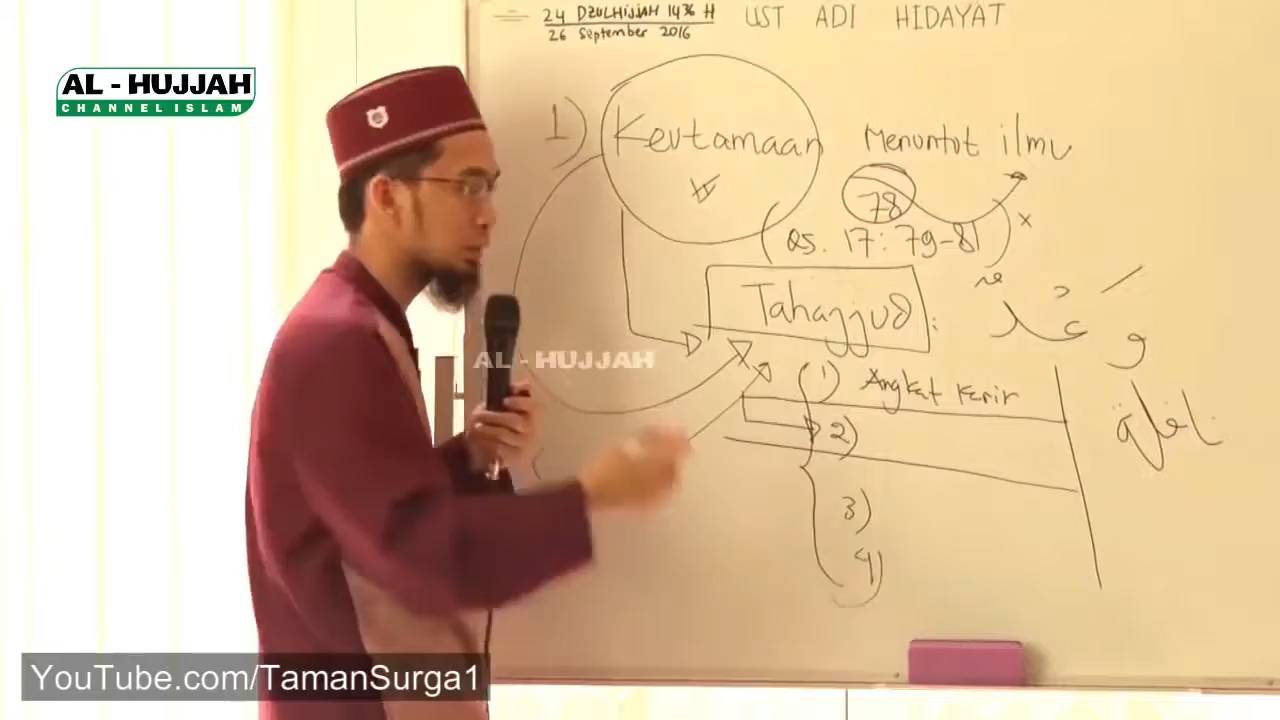 24 DZULHIJJAH 1436 H
26 September 2016
UST ADI HIDAYAT
AL - HUJJAH
CHANNEL ISLAM
1) Keutamaan Menuntut ilmu
78
(QS. 17: 79-81)
Tahajjud :
AL - HUJJAH
(1) Angkat Karir
2)
3)
4)
YouTube.com/TamanSurga1